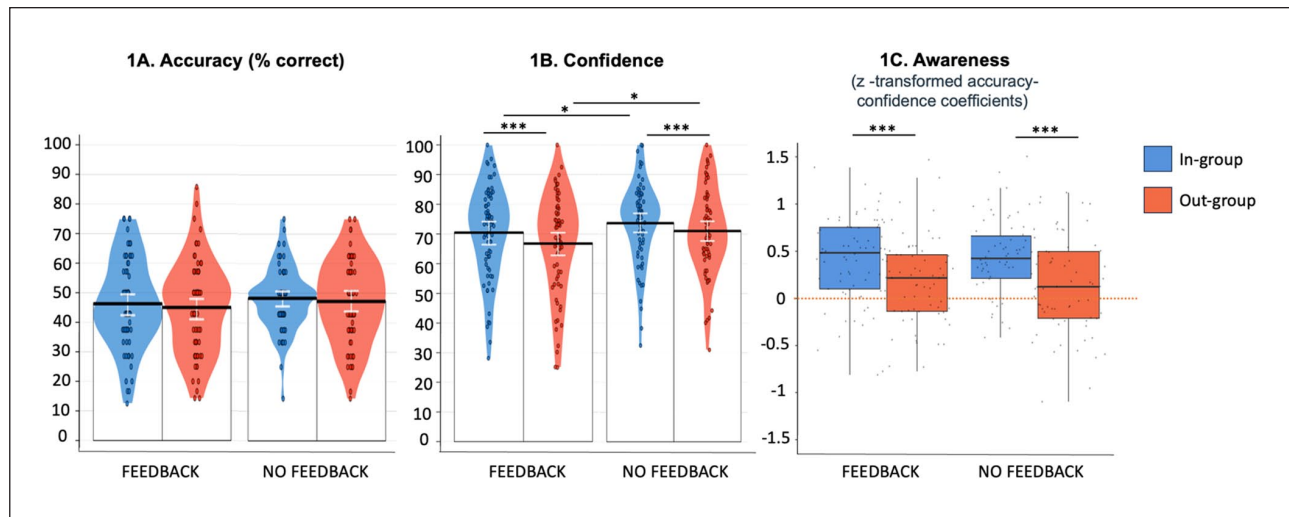 1A. Accuracy (% correct)
100
90
80
70
60
50
40
30
20
10
0
FEEDBACK
NO FEEDBACK
1B. Confidence
*
*
***
***
100
90
80
70
60
50
40
30
20
10
0
FEEDBACK
NO FEEDBACK
1C. Awareness
(z -transformed accuracy-
confidence coefficients)
***
***
1.5
1
0.5
0
-0.5
-1
-1.5
FEEDBACK
NO FEEDBACK
In-group
Out-group